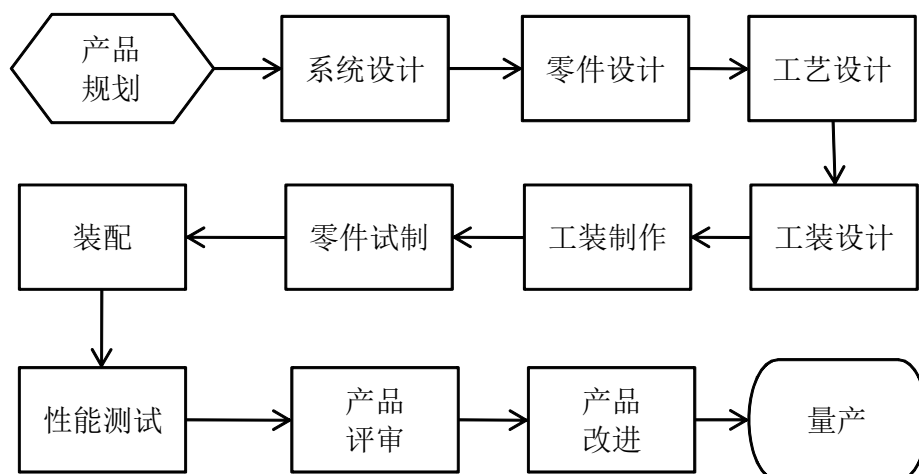 产品
规划
系统设计
零件设计
工艺设计
工装设计
工装制作
零件试制
装配
性能测试
产品
评审
产品
改进
量产